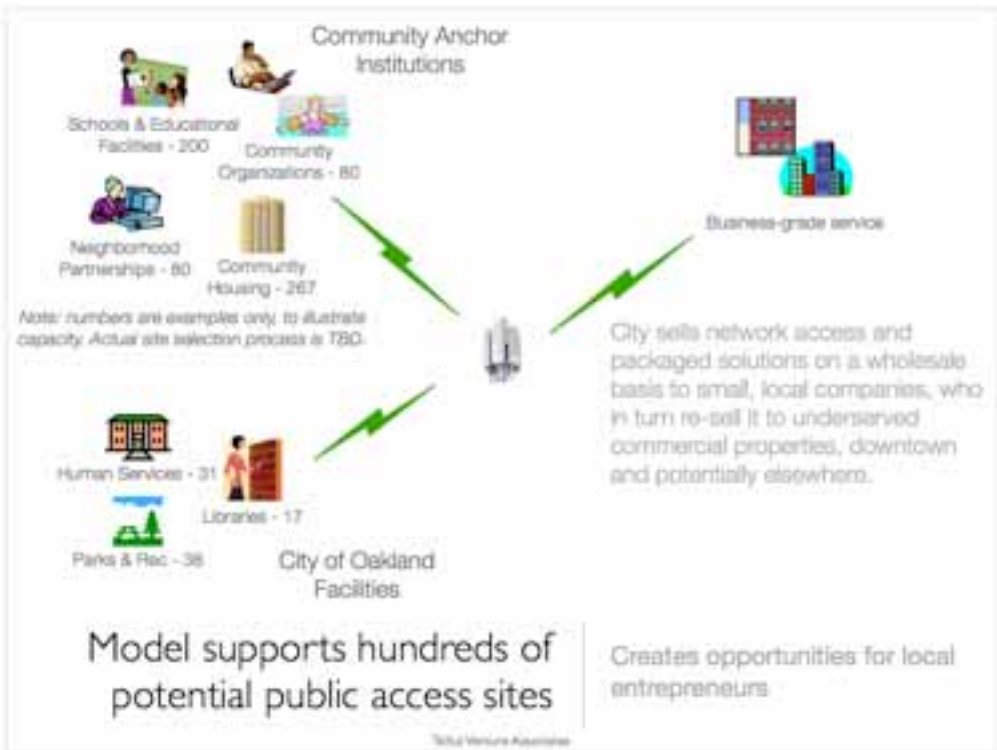 Community Anchor
Institutions
Schools & Educational
Facilities - 200
Community
Organizations - 80
Neighborhood
Partnerships - 80
Community
Housing - 267
Note: numbers are examples only, to illustrate
capacity. Actual site selection process is TBD.
Business-grade service
City sells network access and
packaged solutions on a wholesale
basis to small, local companies, who
in turn re-sell it to underserved
commercial properties, downtown
and potentially elsewhere.
Human Services - 31
Libraries - 17
Parks & Rec - 38
City of Oakland
Facilities
Model supports hundreds of
potential public access sites
Creates opportunities for local
entrepreneurs
Venture Associates